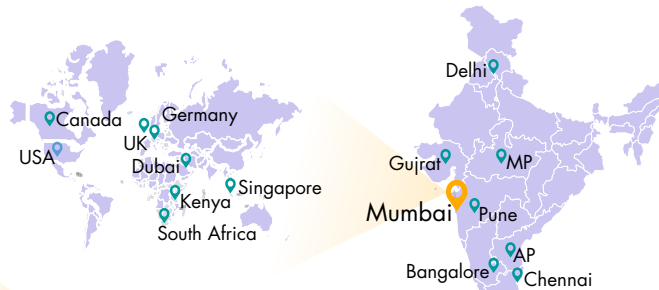 Canada
Germany
UK
USA
Dubai
Singapore
Kenya
South Africa
Delhi
Gujrat
MP
Mumbai
Pune
AP
Bangalore
Chennai